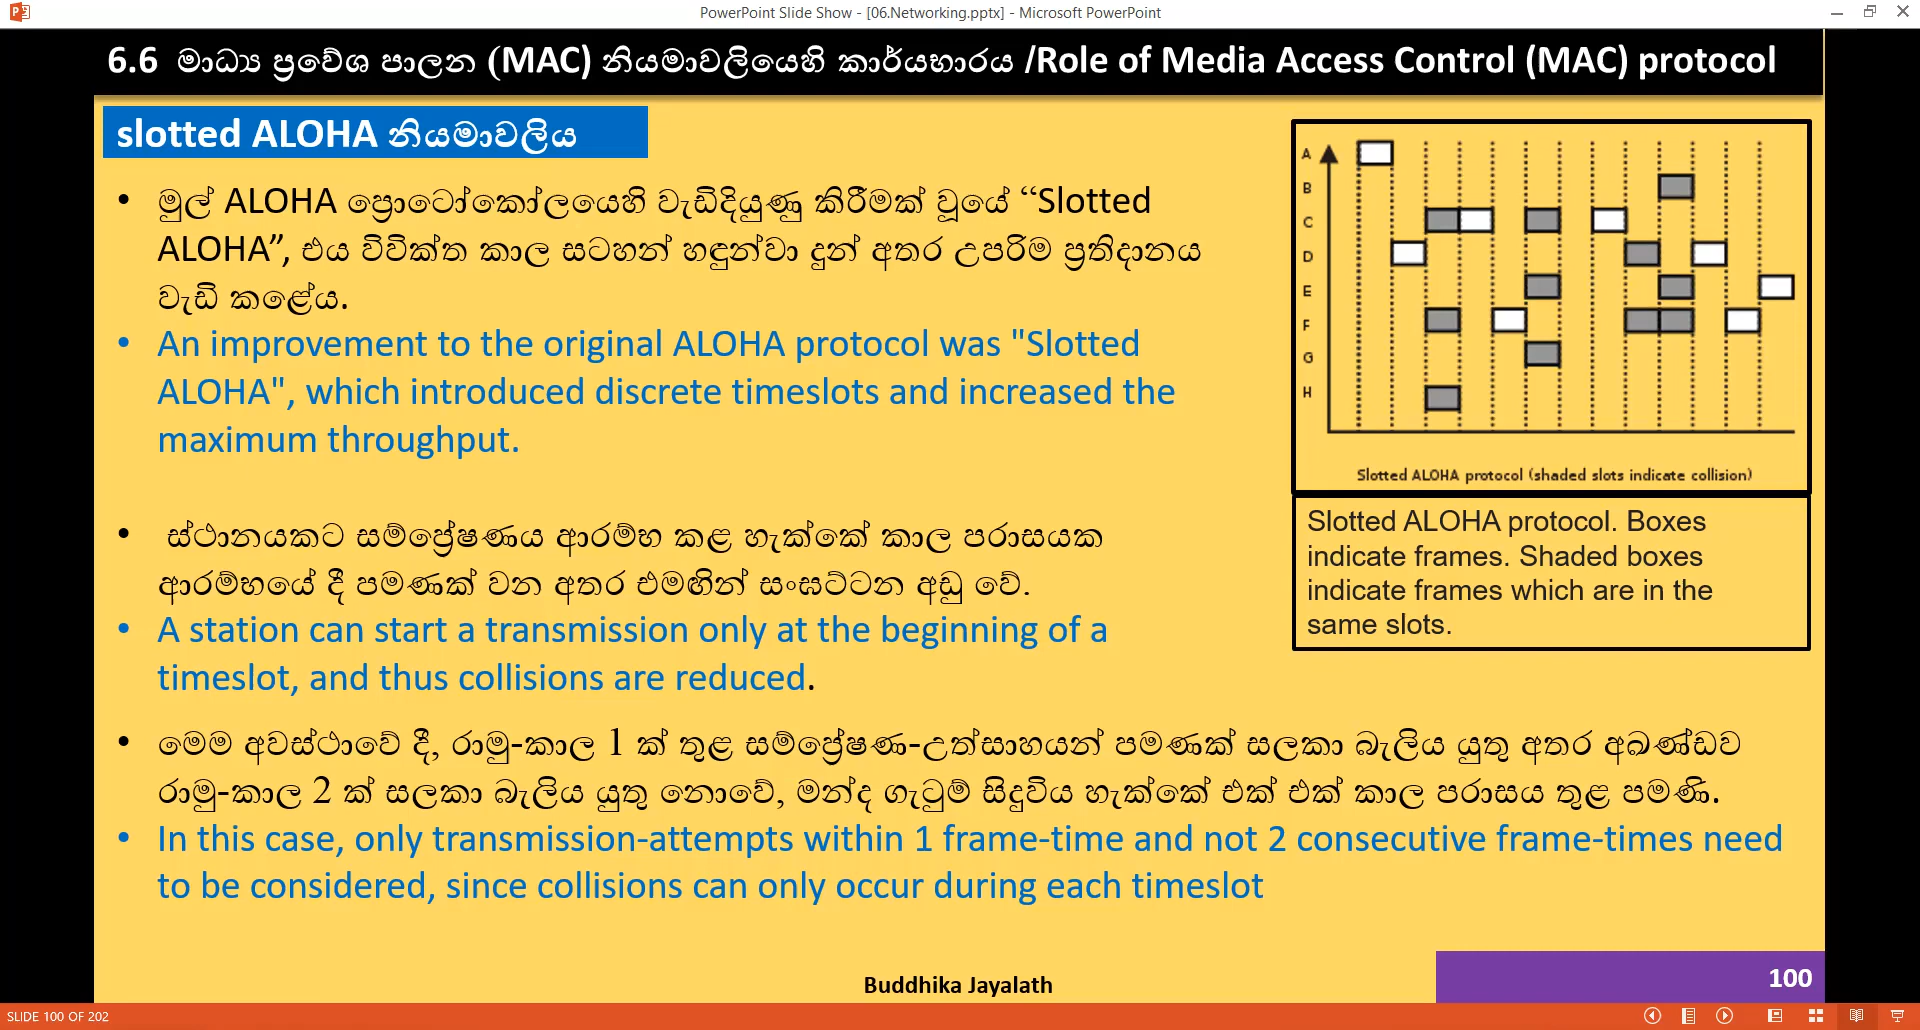 PowerPoint Slide Show - [06.Networking.pptx] - Microsoft PowerPoint
6.6 මාධ්‍ය ප්‍රවේශ පාලන (MAC) නියමාවලියෙහි කාර්යභාරය /Role of Media Access Control (MAC) protocol
slotted ALOHA නියමාවලිය
• මුල් ALOHA ප්‍රොටෝකෝලයෙහි වැඩිදියුණු කිරීමක් වූයේ “Slotted
ALOHA”, එය විවික්ත කාල සටහන් හඳුන්වා දුන් අතර උපරිම ප්‍රතිදානය
වැඩි කළේය.
• An improvement to the original ALOHA protocol was "Slotted
ALOHA", which introduced discrete timeslots and increased the
maximum throughput.
• ස්ථානයකට සම්ප්‍රේෂණය ආරම්භ කළ හැක්කේ කාල පරාසයක
ආරම්භයේ දී පමණක් වන අතර එමඟින් සංඝට්ටන අඩු වේ.
• A station can start a transmission only at the beginning of a
timeslot, and thus collisions are reduced.
• මෙම අවස්ථාවේ දී, රාමු-කාල 1 ක් තුළ සම්ප්‍රේෂණ-උත්සාහයන් පමණක් සලකා බැලිය යුතු අතර අඛණ්ඩව
රාමු-කාල 2 ක් සලකා බැලිය යුතු නොවේ, මන්ද ගැටුම් සිදුවිය හැක්කේ එක් එක් කාල පරාසය තුළ පමණි.
• In this case, only transmission-attempts within 1 frame-time and not 2 consecutive frame-times need
to be considered, since collisions can only occur during each timeslot
A
B
C
D
E
F
G
H
Slotted ALOHA protocol (shaded slots indicate collision)
Slotted ALOHA protocol. Boxes
indicate frames. Shaded boxes
indicate frames which are in the
same slots.
Buddhika Jayalath
100
SLIDE 100 OF 202